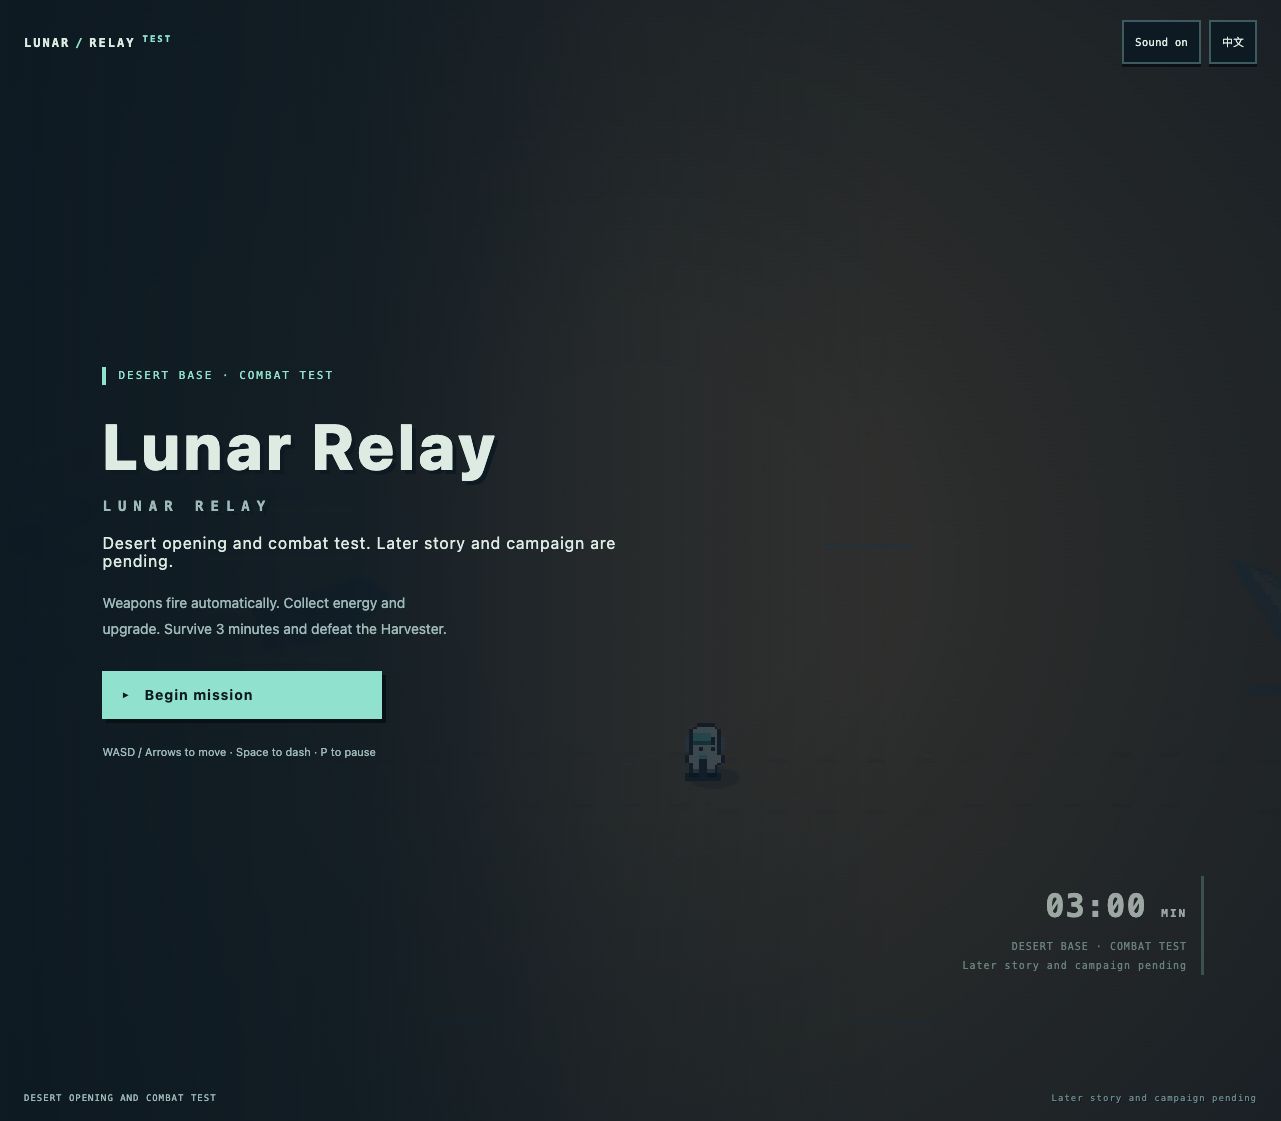 LUNAR / RELAY TEST
Sound on
中文
DESERT BASE · COMBAT TEST
Lunar Relay
LUNAR RELAY
Desert opening and combat test. Later story and campaign are
pending.
Weapons fire automatically. Collect energy and
upgrade. Survive 3 minutes and defeat the Harvester.
▸ Begin mission
WASD / Arrows to move · Space to dash · P to pause
03:00 MIN
DESERT BASE · COMBAT TEST
Later story and campaign pending
DESERT OPENING AND COMBAT TEST
Later story and campaign pending